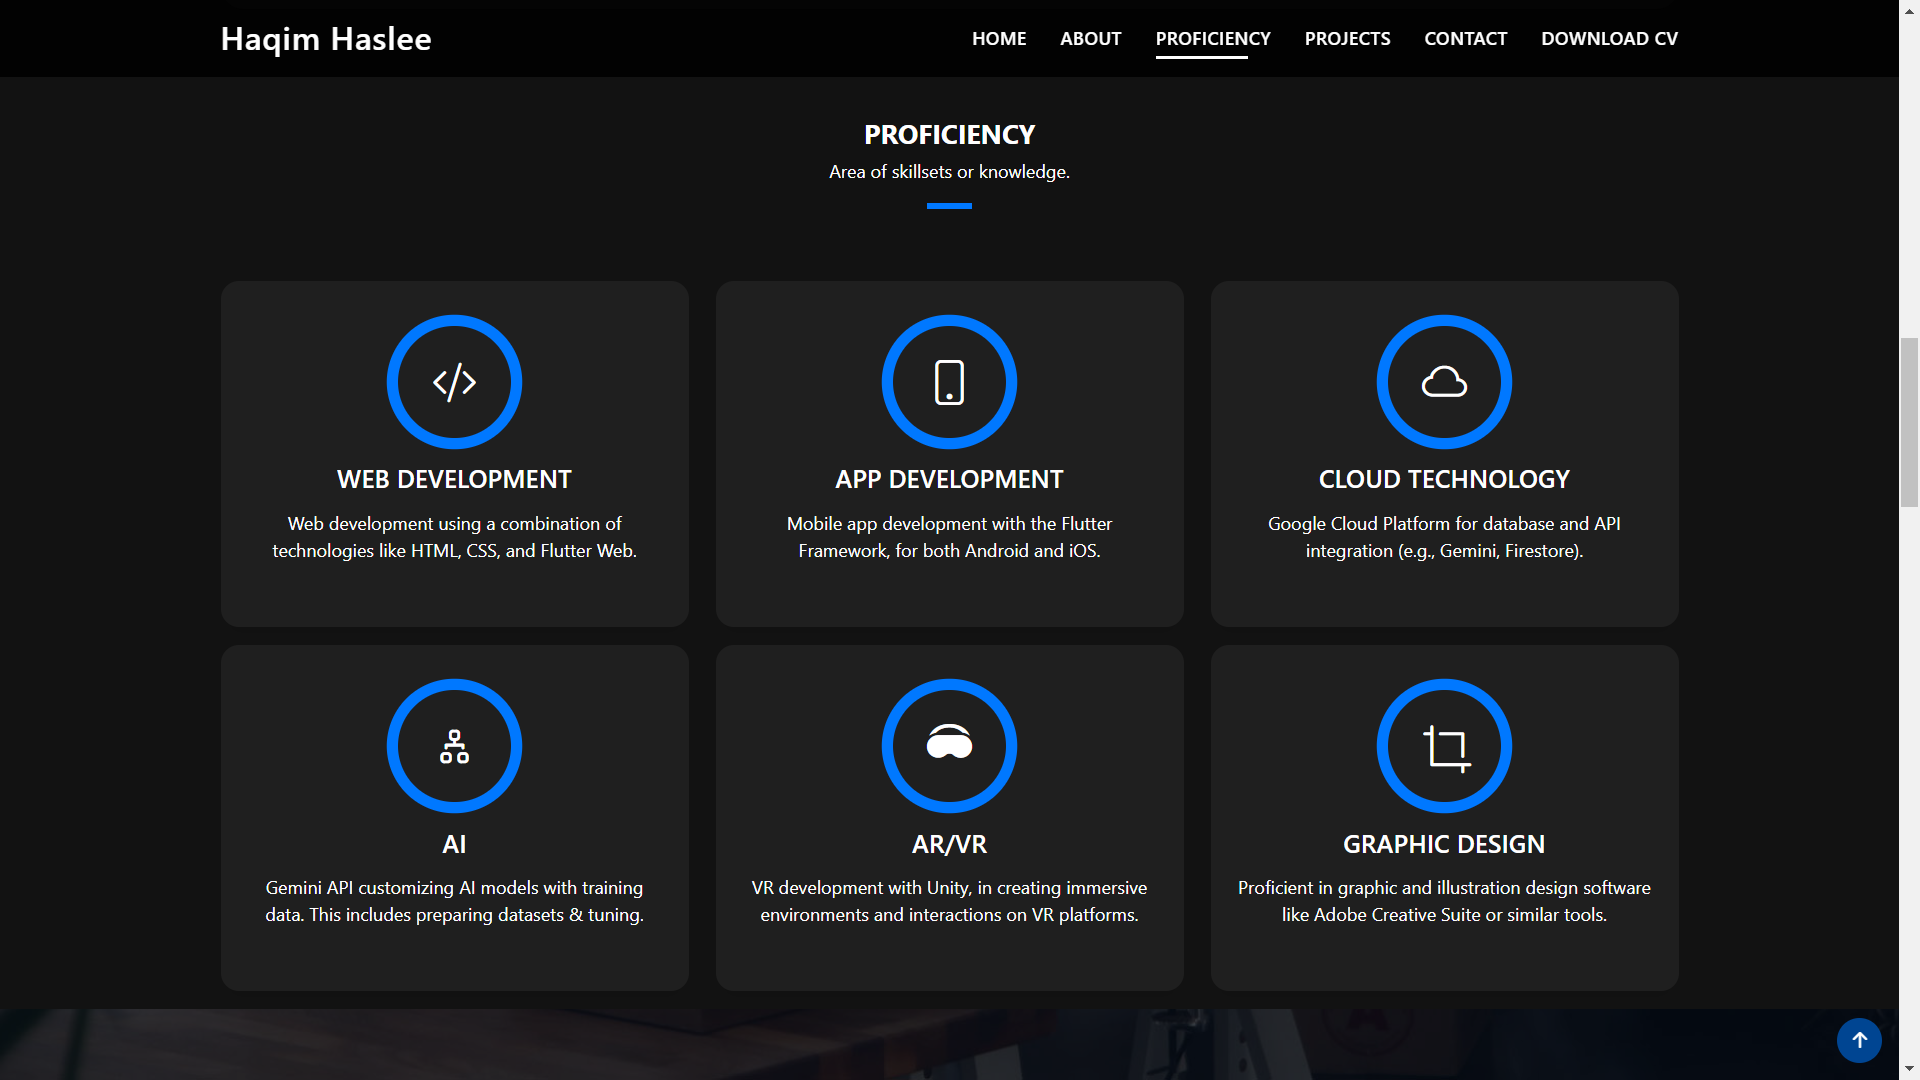 Haqim Haslee
HOME ABOUT PROFICIENCY PROJECTS CONTACT DOWNLOAD CV
PROFICIENCY
Area of skillsets or knowledge.
WEB DEVELOPMENT
Web development using a combination of
technologies like HTML, CSS, and Flutter Web.
APP DEVELOPMENT
Mobile app development with the Flutter
Framework, for both Android and iOS.
CLOUD TECHNOLOGY
Google Cloud Platform for database and API
integration (e.g., Gemini, Firestore).
AI
Gemini API customizing AI models with training
data. This includes preparing datasets & tuning.
AR/VR
VR development with Unity, in creating immersive
environments and interactions on VR platforms.
GRAPHIC DESIGN
Proficient in graphic and illustration design software
like Adobe Creative Suite or similar tools.